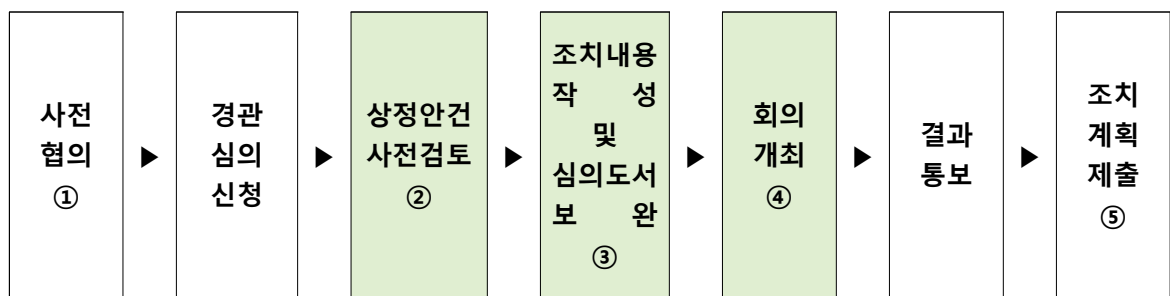 사전
협의
①
▶
경관
심의
신청
▶
상정안건
사전검토
②
▶
조치내용
작 성
및
심의도서
보 완
③
▶
회의
개최
④
▶
결과
통보
▶
조치
계획
제출
⑤